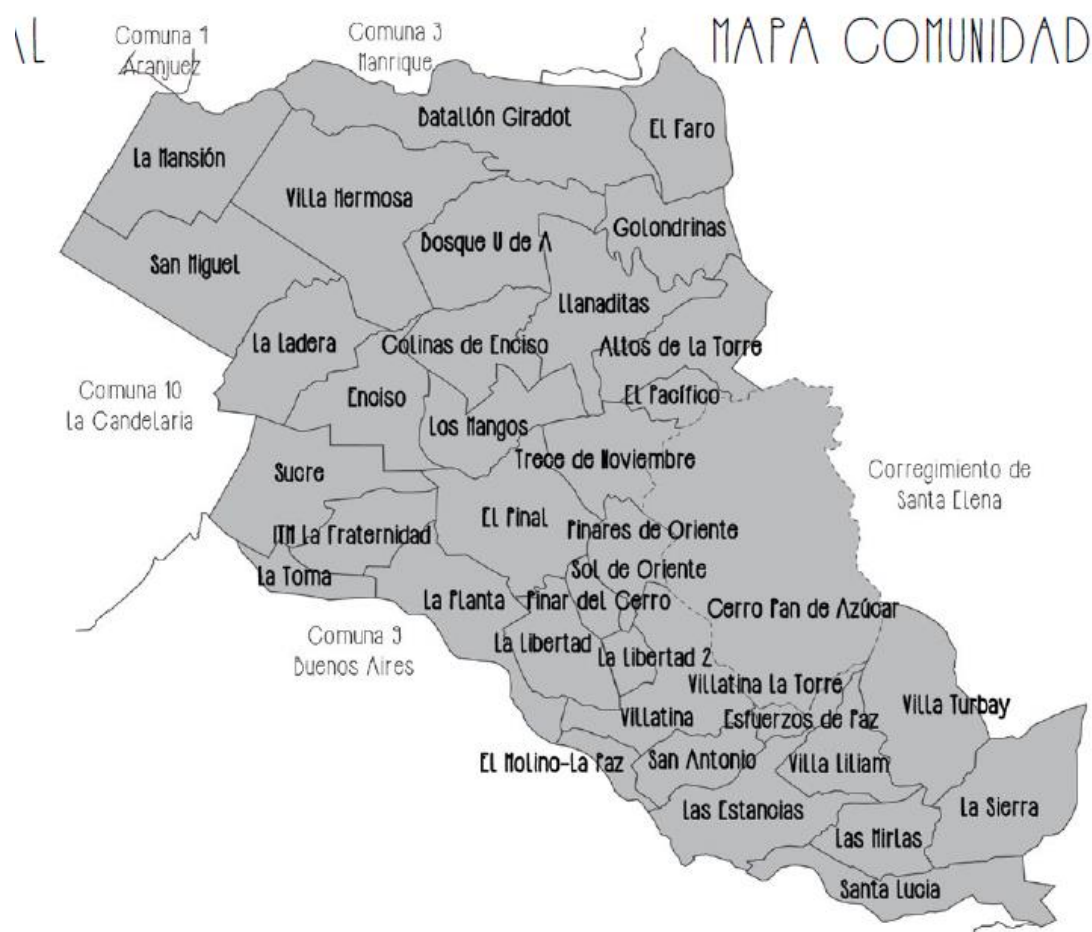 AL
MAPA COMUNIDAD
Comuna 1
Aranjuez
Comuna 3
Manrique
Batallón Giradot
El Faro
La Mansión
Villa Hermosa
Golondrinas
Bosque U de A
San Miguel
Llanaditas
La Ladera
Colinas de Enciso
Altos de la Torre
Comuna 10
La Candelaria
Enciso
El Pacífico
Los Mangos
Trece de Noviembre
Sucre
Corregimiento de
Santa Elena
El Pinal
ITM La Fraternidad
Pinares de Oriente
La Toma
Sol de Oriente
La Planta
Pinar del Cerro
Cerro Pan de Azúcar
Comuna 9
Buenos Aires
La Libertad
La Libertad 2
Villatina La Torre
Villa Turbay
Villatina
Esfuerzos de Paz
El Molino-La Paz
San Antonio
Villa Liliam
Las Estancias
La Sierra
Las Mirlas
Santa Lucia